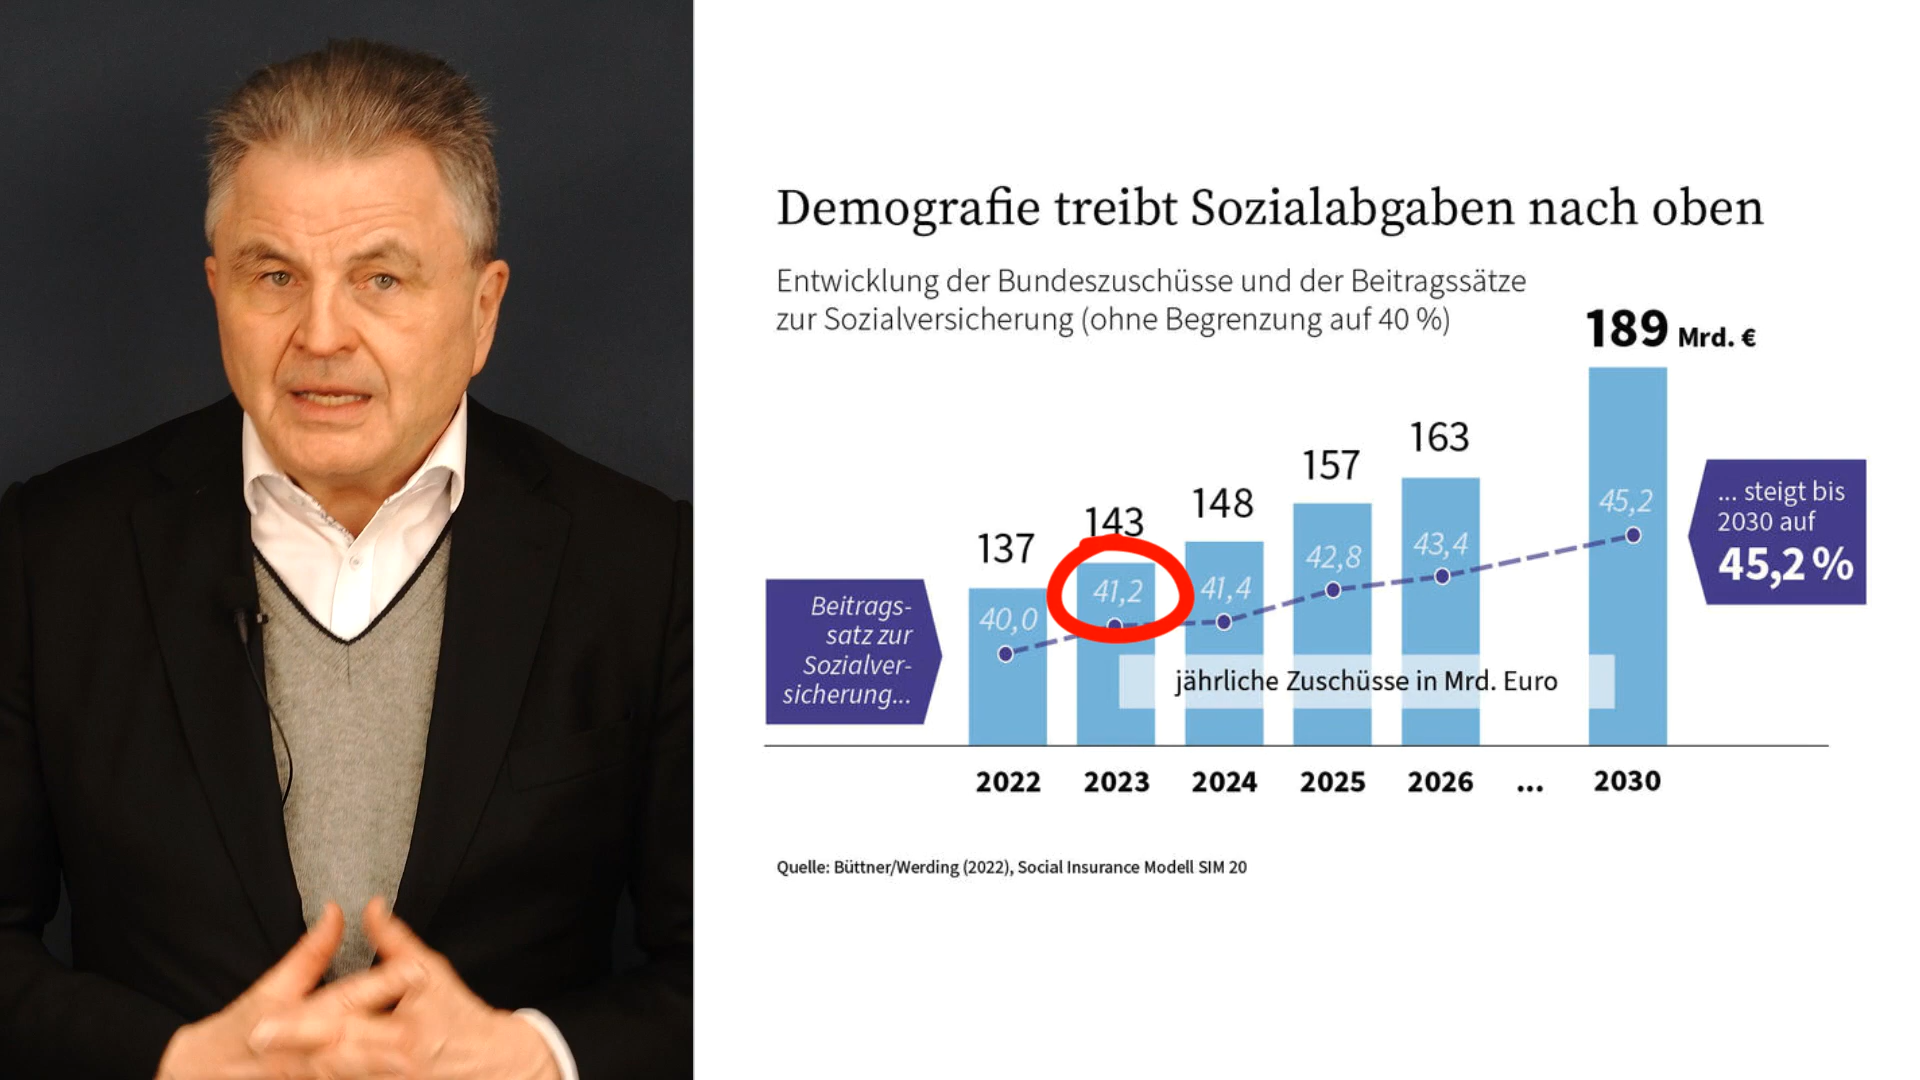 Demografie treibt Sozialabgaben nach oben
Entwicklung der Bundeszuschüsse und der Beitragssätze
zur Sozialversicherung (ohne Begrenzung auf 40 %)
189 Mrd. €
163
157
148
143
137
45,2
43,4
42,8
41,4
41,2
40,0
... steigt bis
2030 auf
45,2 %
Beitrags-
satz zur
Sozialver-
sicherung...
jährliche Zuschüsse in Mrd. Euro
2022 2023 2024 2025 2026 ... 2030
Quelle: Büttner/Werding (2022), Social Insurance Modell SIM 20